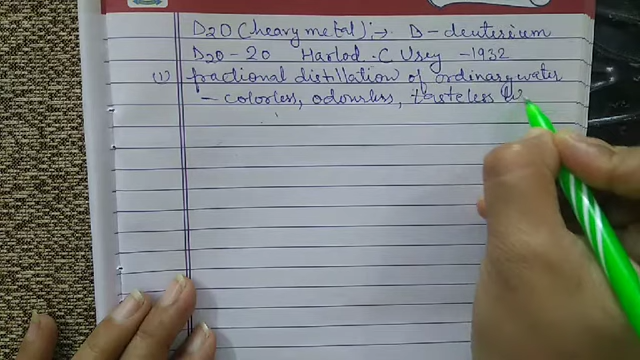 D2O (heavy metal) :→ D - deuterium
D2O - 20 Harlod .C Urey - 1932
(1) fractional distillation of ordinary water
- colorless, odourless, tasteless